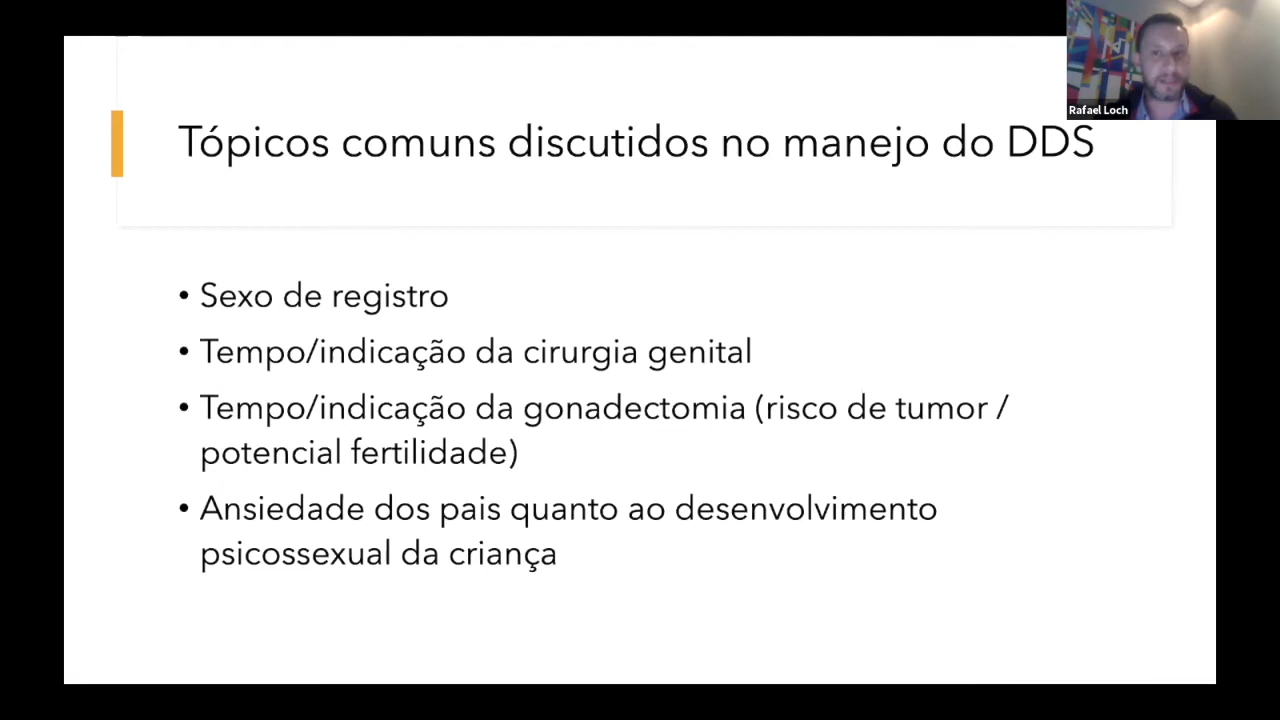 Rafael Loch
Tópicos comuns discutidos no manejo do DDS
• Sexo de registro
• Tempo/indicação da cirurgia genital
• Tempo/indicação da gonadectomia (risco de tumor /
potencial fertilidade)
• Ansiedade dos pais quanto ao desenvolvimento
psicossexual da criança